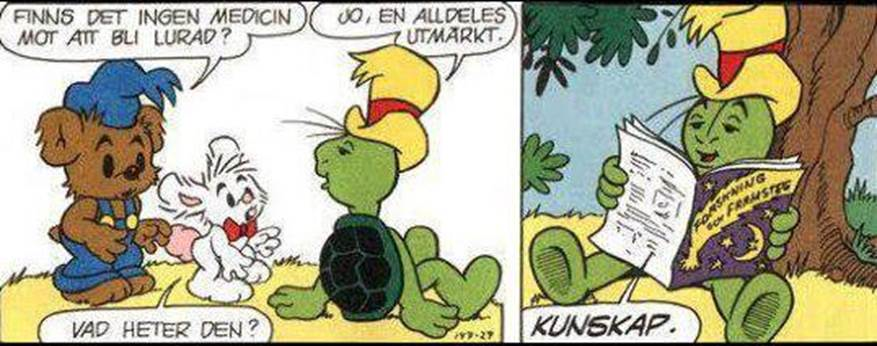 FINNS DET INGEN MEDICIN
MOT ATT BLI LURAD?
JO, EN ALLDELES
UTMÄRKT.
VAD HETER DEN?
FORSKNING
OCH FRAMSTEG
KUNSKAP.